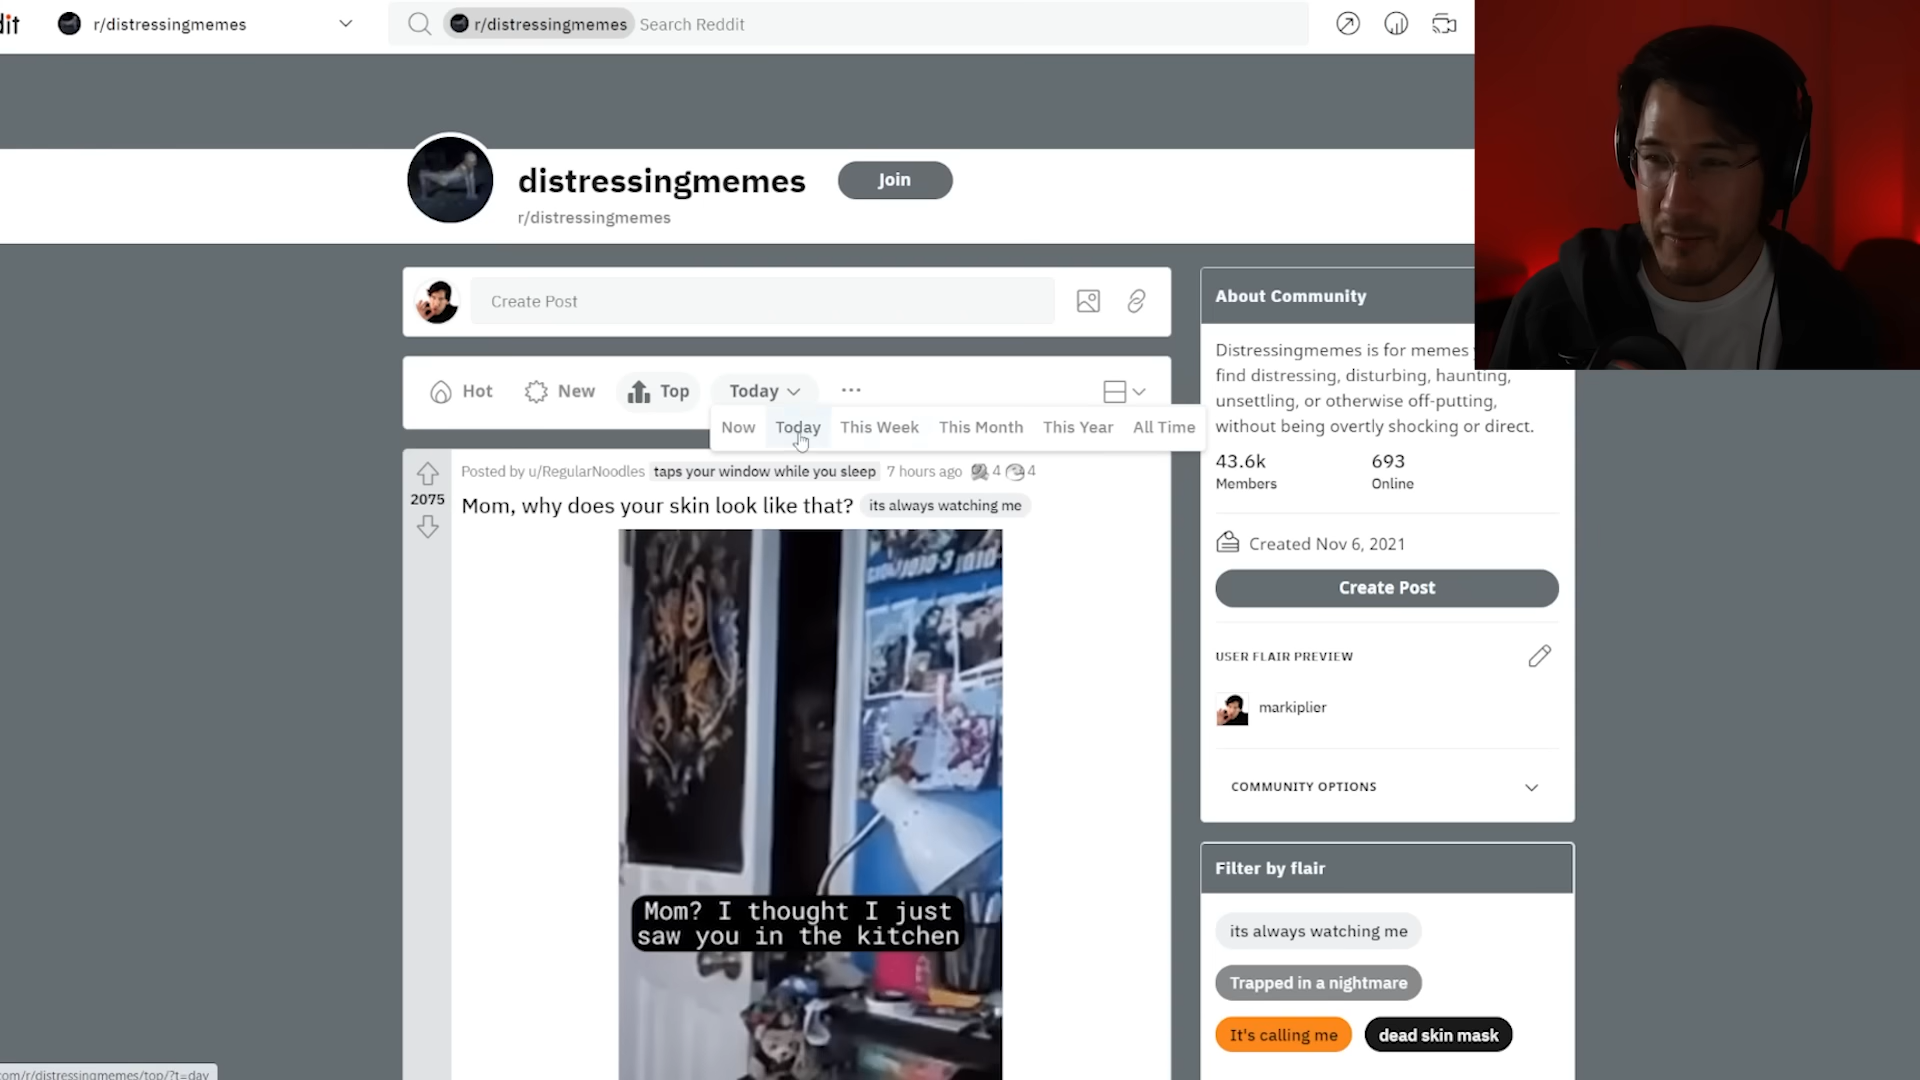 dit
r/distressingmemes
r/distressingmemes Search Reddit
distressingmemes
Join
r/distressingmemes
Create Post
Hot
New
Top
Today
Now
Today
This Week
This Month
This Year
All Time
Posted by u/RegularNoodles taps your window while you sleep 7 hours ago 4 4
2075
Mom, why does your skin look like that? its always watching me
Mom? I thought I just
saw you in the kitchen
About Community
Distressingmemes is for memes
find distressing, disturbing, haunting,
unsettling, or otherwise off-putting,
without being overtly shocking or direct.
43.6k
Members
693
Online
Created Nov 6, 2021
Create Post
USER FLAIR PREVIEW
markiplier
COMMUNITY OPTIONS
Filter by flair
its always watching me
Trapped in a nightmare
It's calling me
dead skin mask
com/r/distressingmemes/top/?t=day